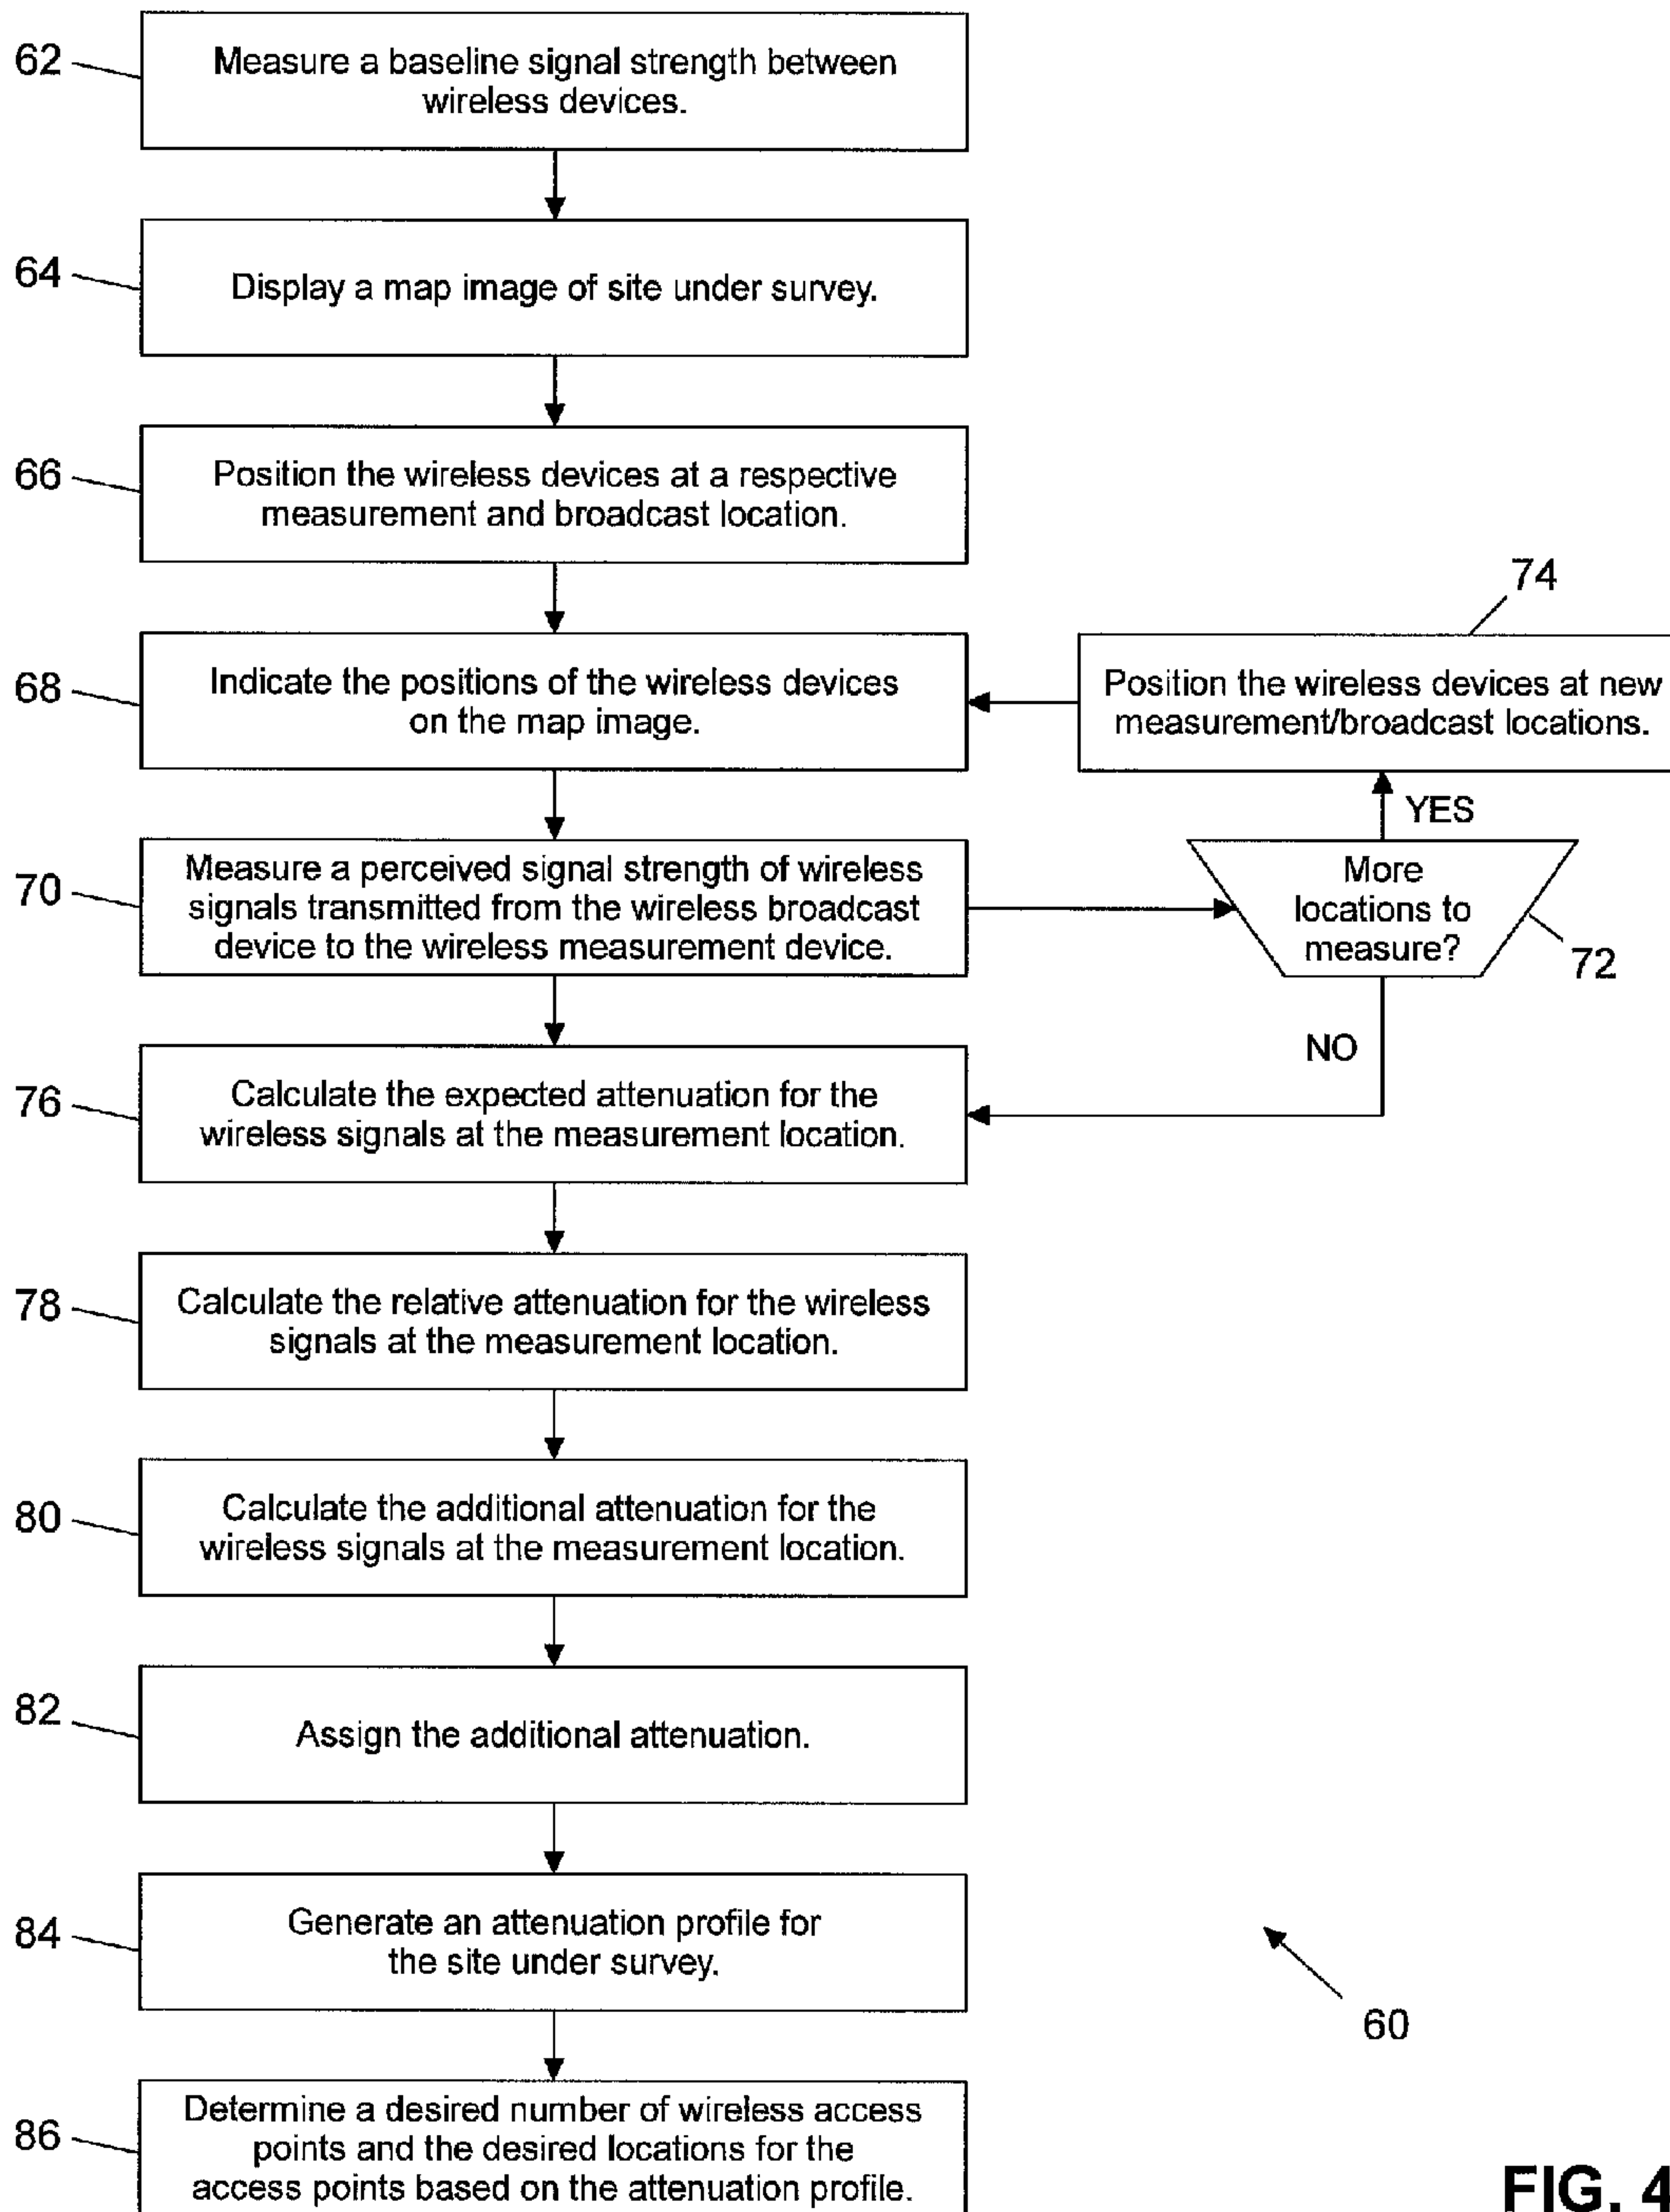 62
Measure a baseline signal strength between
wireless devices.
64
Display a map image of site under survey.
66
Position the wireless devices at a respective
measurement and broadcast location.
74
68
Indicate the positions of the wireless devices
on the map image.
Position the wireless devices at new
measurement/broadcast locations.
YES
70
Measure a perceived signal strength of wireless
signals transmitted from the wireless broadcast
device to the wireless measurement device.
More
locations to
measure?
72
NO
76
Calculate the expected attenuation for the
wireless signals at the measurement location.
78
Calculate the relative attenuation for the wireless
signals at the measurement location.
80
Calculate the additional attenuation for the
wireless signals at the measurement location.
82
Assign the additional attenuation.
84
Generate an attenuation profile for
the site under survey.
60
86
Determine a desired number of wireless access
points and the desired locations for the
access points based on the attenuation profile.
FIG. 4